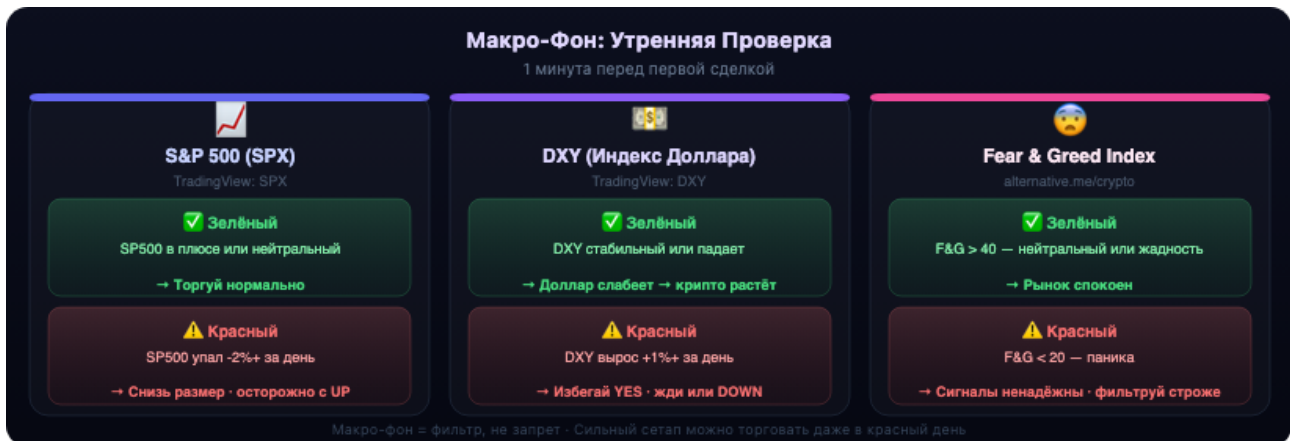 Макро-Фон: Утренняя Проверка
1 минута перед первой сделкой
S&P 500 (SPX)
TradingView: SPX
✅ Зелёный
SP500 в плюсе или нейтральный
→ Торгуй нормально
⚠️ Красный
SP500 упал -2%+ за день
→ Снизь размер · осторожно с UP
DXY (Индекс Доллара)
TradingView: DXY
✅ Зелёный
DXY стабильный или падает
→ Доллар слабеет → крипто растёт
⚠️ Красный
DXY вырос +1%+ за день
→ Избегай YES · жди или DOWN
Fear & Greed Index
alternative.me/crypto
✅ Зелёный
F&G > 40 — нейтральный или жадность
→ Рынок спокоен
⚠️ Красный
F&G < 20 — паника
→ Сигналы ненадёжны · фильтруй строже
Макро-фон = фильтр, не запрет · Сильный сетап можно торговать даже в красный день